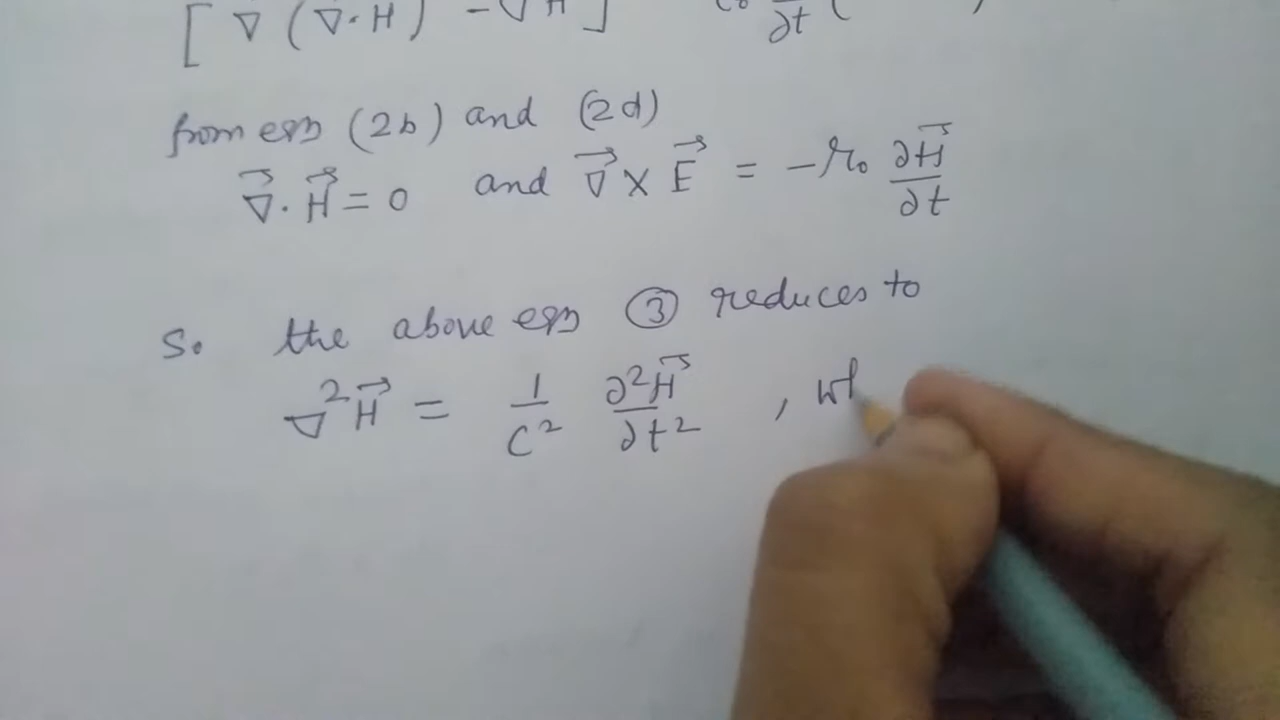 [ ∇ (∇·H) - ∇ H ] ε₀ ∂/∂t (
from eqn (2b) and (2d)
∇⃗·H⃗ = 0 and ∇⃗ × E⃗ = -μ₀ ∂H⃗/∂t
So the above eqn ③ reduces to
∇²H⃗ = 1/c² ∂²H⃗/∂t² , wh